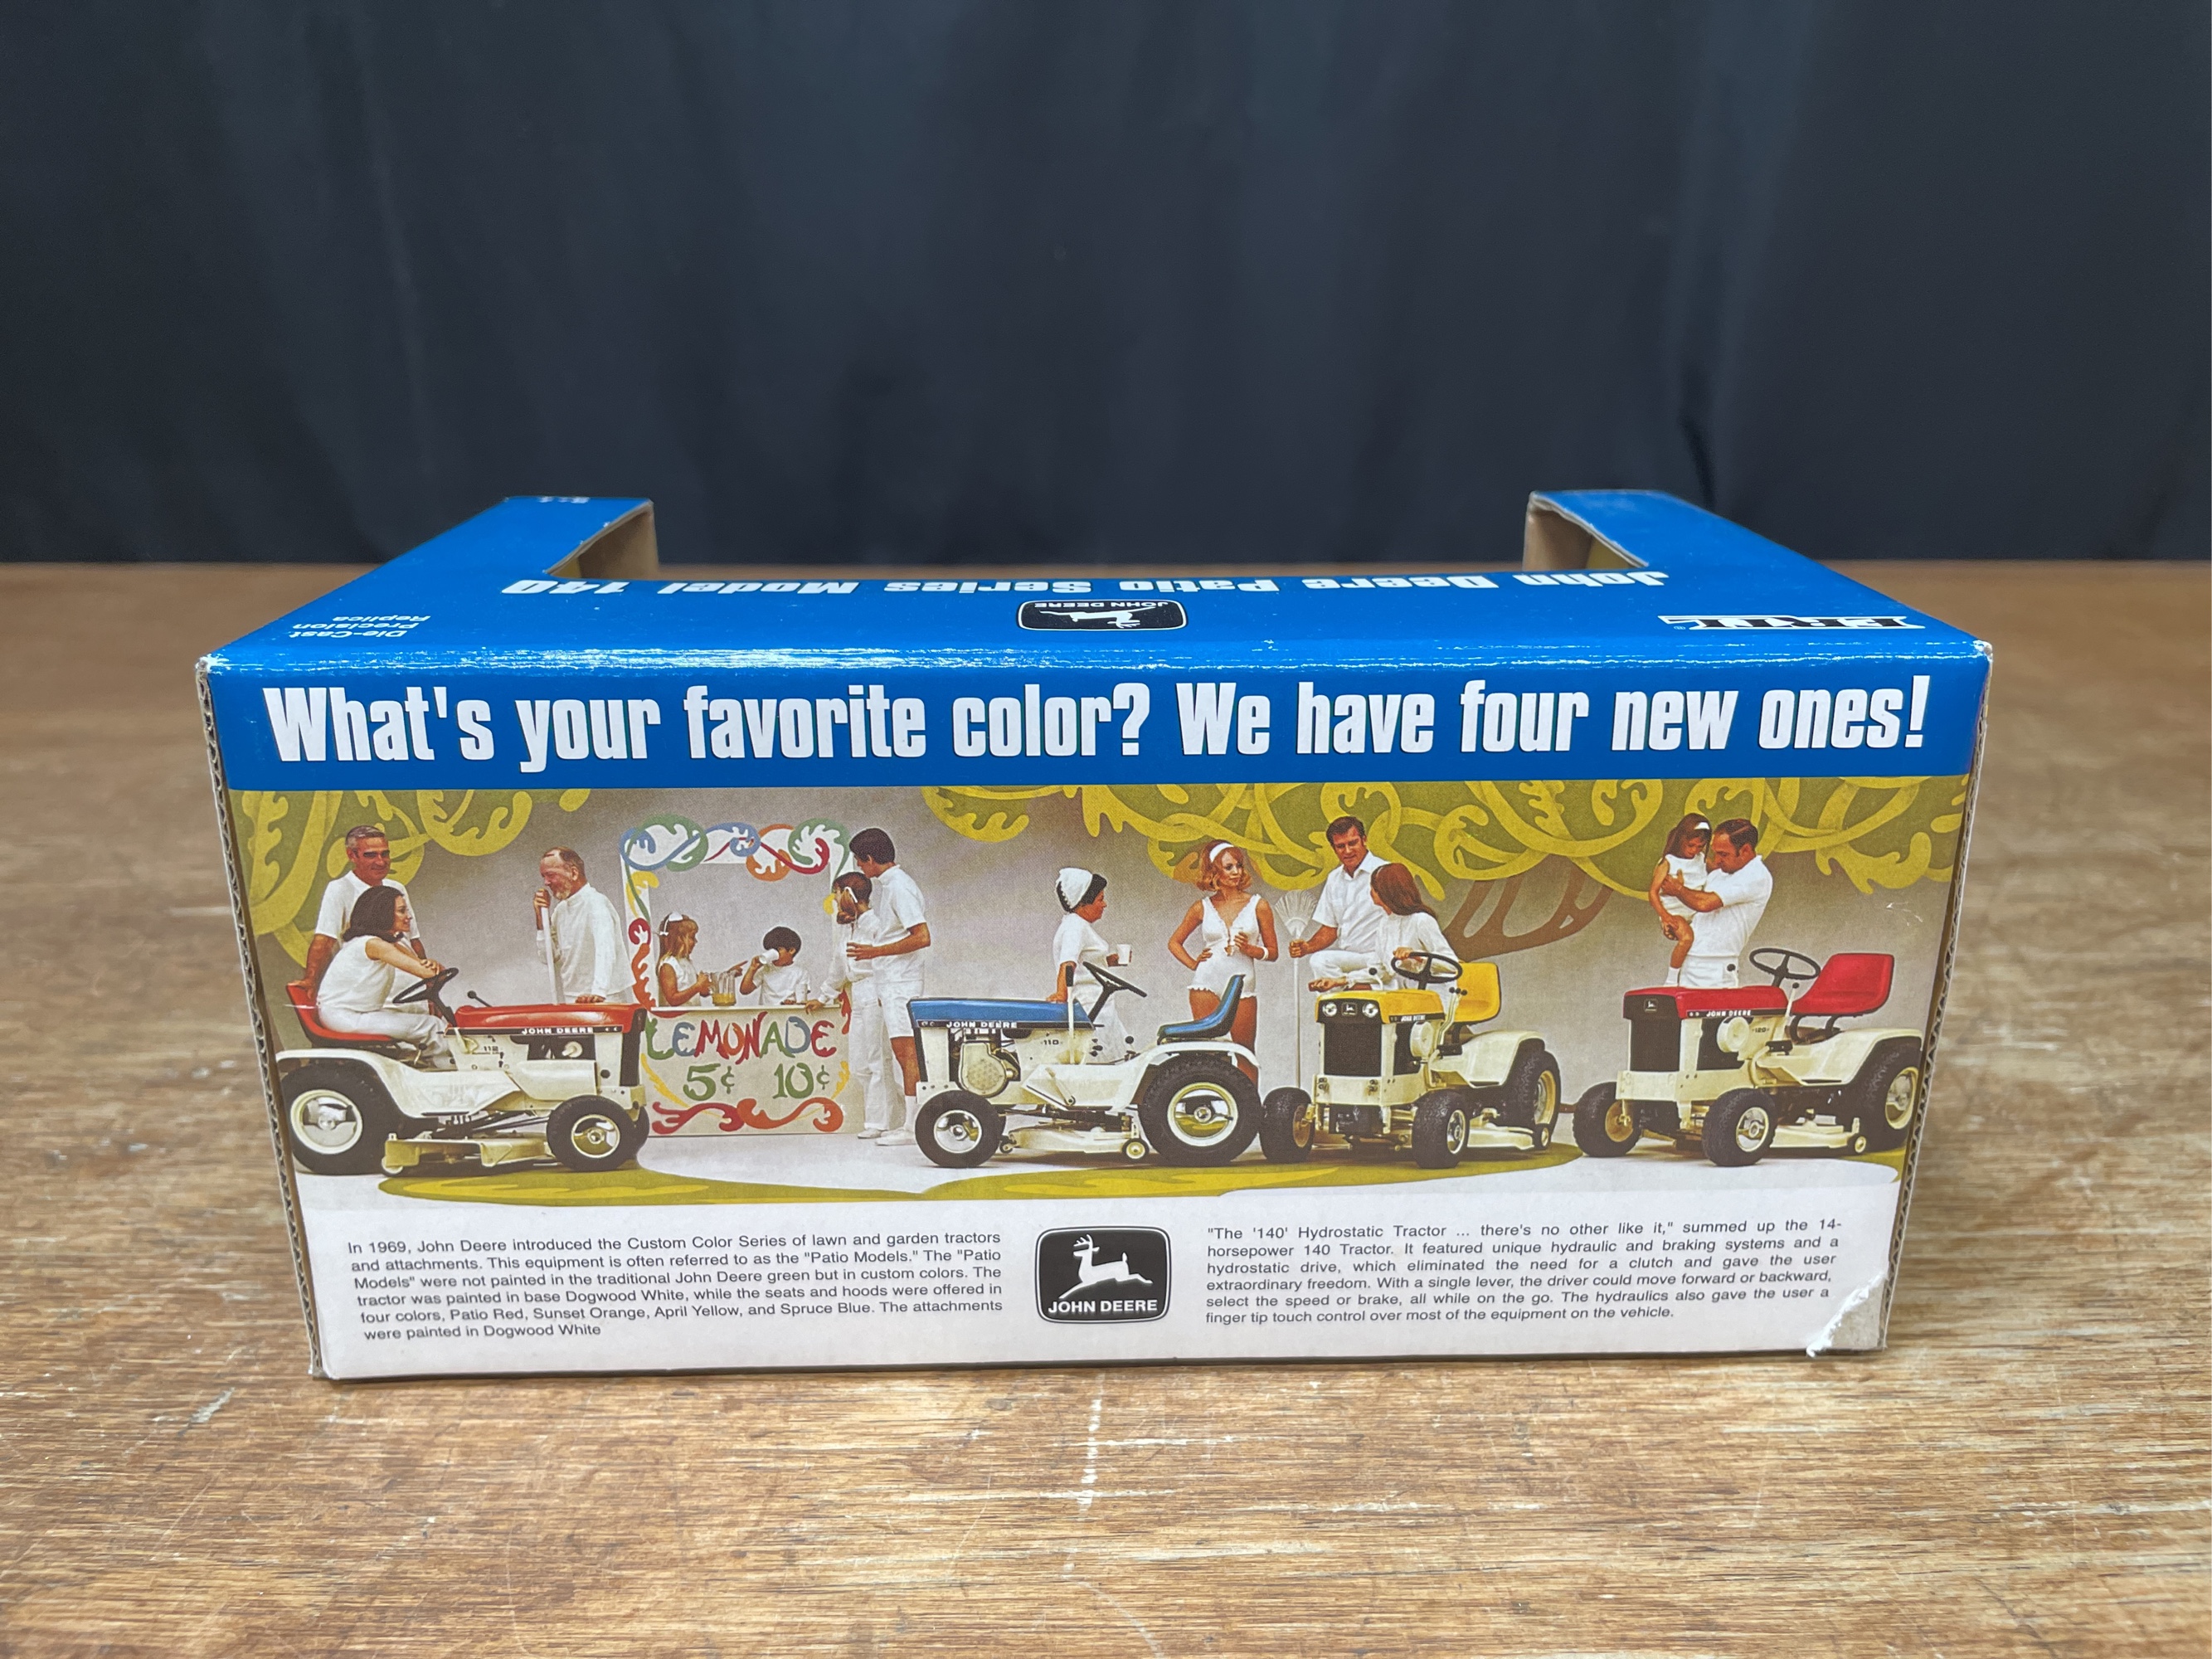 1:8
John Deere Patio Series Model 140
JOHN DEERE
ERTL®
Die-Cast
Precision
Replica
What's your favorite color? We have four new ones!
LEMONADE
5¢ 10¢
JOHN DEERE
112
JOHN DEERE
110
JOHN DEERE
JOHN DEERE
120
In 1969, John Deere introduced the Custom Color Series of lawn and garden tractors
and attachments. This equipment is often referred to as the "Patio Models." The "Patio
Models" were not painted in the traditional John Deere green but in custom colors. The
tractor was painted in base Dogwood White, while the seats and hoods were offered in
four colors, Patio Red, Sunset Orange, April Yellow, and Spruce Blue. The attachments
were painted in Dogwood White
JOHN DEERE
"The '140' Hydrostatic Tractor ... there's no other like it," summed up the 14-
horsepower 140 Tractor. It featured unique hydraulic and braking systems and a
hydrostatic drive, which eliminated the need for a clutch and gave the user
extraordinary freedom. With a single lever, the driver could move forward or backward,
select the speed or brake, all while on the go. The hydraulics also gave the user a
finger tip touch control over most of the equipment on the vehicle.